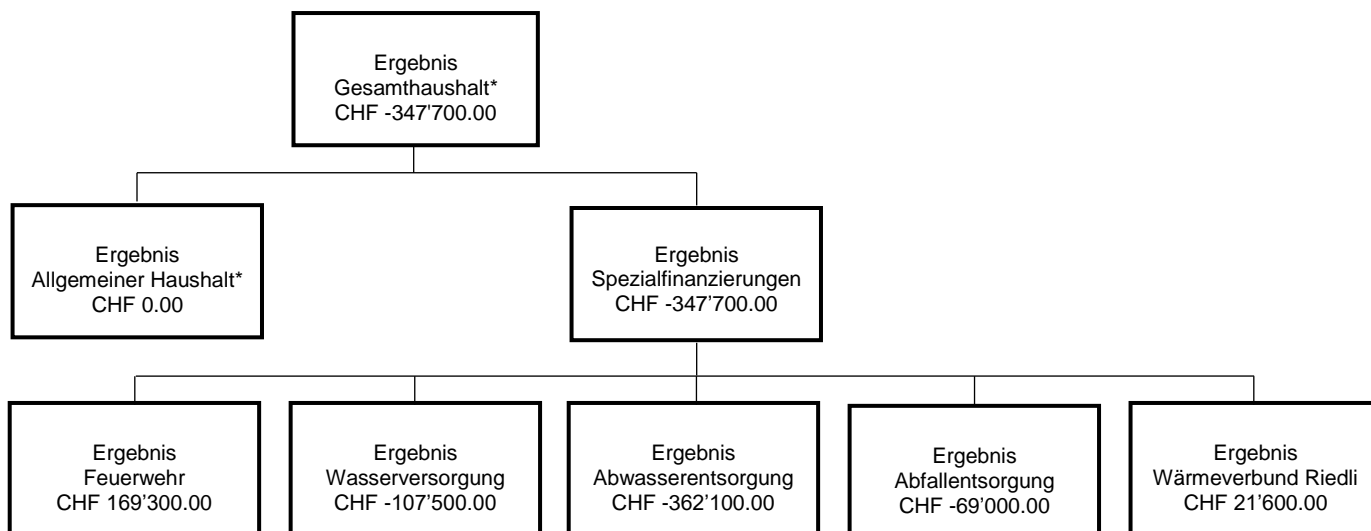 Ergebnis
Gesamthaushalt*
CHF -347'700.00
Ergebnis
Allgemeiner Haushalt*
CHF 0.00
Ergebnis
Spezialfinanzierungen
CHF -347’700.00
Ergebnis
Feuerwehr
CHF 169’300.00
Ergebnis
Wasserversorgung
CHF -107’500.00
Ergebnis
Abwasserentsorgung
CHF -362’100.00
Ergebnis
Abfallentsorgung
CHF -69’000.00
Ergebnis
Wärmeverbund Riedli
CHF 21’600.00